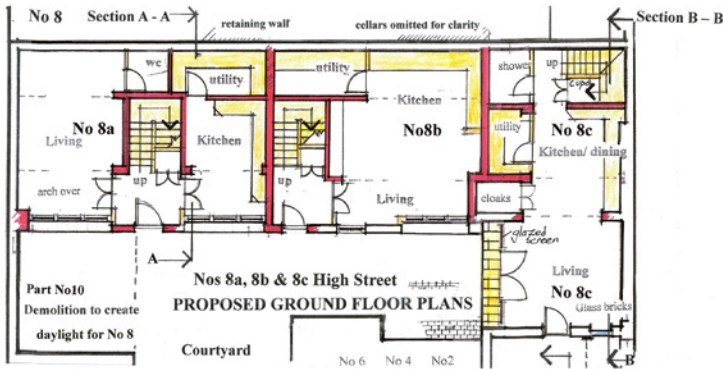 No 8
Section A - A
retaining wall
cellars omitted for clarity
Section B – B
wc
utility
utility
shower
up
cupd
Kitchen
No 8a
Living
Kitchen
No8b
No 8c
utility
Kitchen/ dining
arch over
up
up
Living
cloaks
glazed
screen
A
Part No10
Demolition to create
daylight for No 8
Nos 8a, 8b & 8c High Street
PROPOSED GROUND FLOOR PLANS
Living
No 8c
Glass bricks
Courtyard
No 6
No 4
No2
B